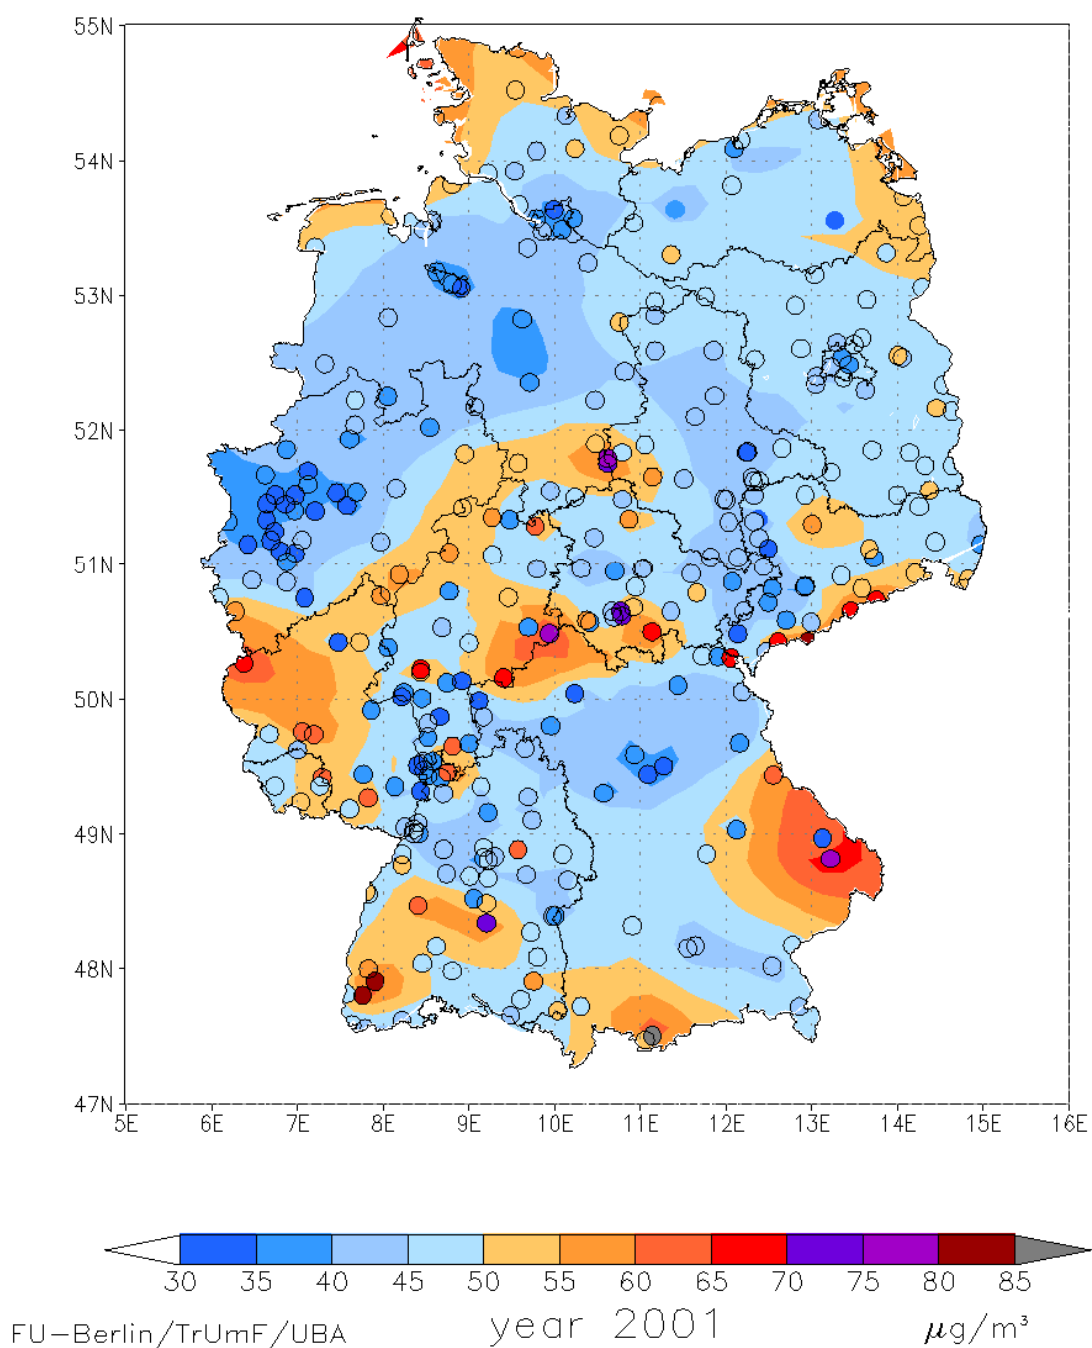 55N
54N
53N
52N
51N
50N
49N
48N
47N
5E 6E 7E 8E 9E 10E 11E 12E 13E 14E 15E 16E
30 35 40 45 50 55 60 65 70 75 80 85
FU-Berlin/TrUmF/UBA year 2001 μg/m³